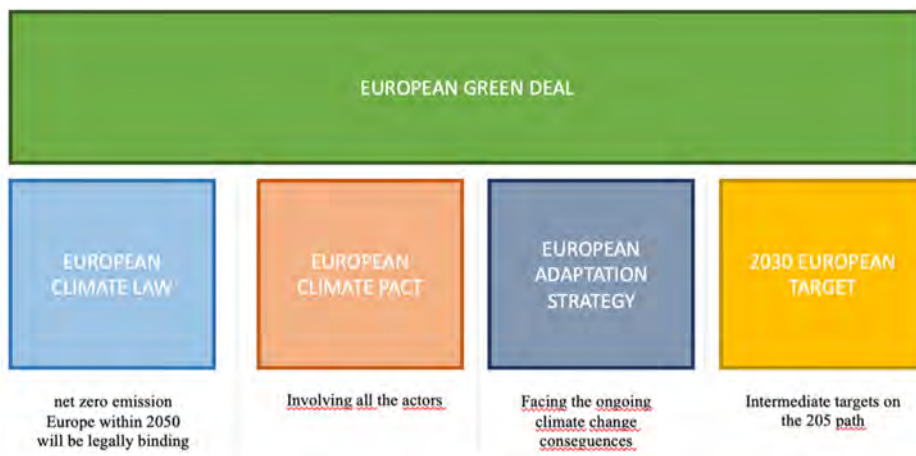 EUROPEAN GREEN DEAL
EUROPEAN
CLIMATE LAW
EUROPEAN
CLIMATE PACT
EUROPEAN
ADAPTATION
STRATEGY
2030 EUROPEAN
TARGET
net zero emission
Europe within 2050
will be legally binding
Involving all the actors
Facing the ongoing
climate change
conseguences
Intermediate targets on
the 205 path